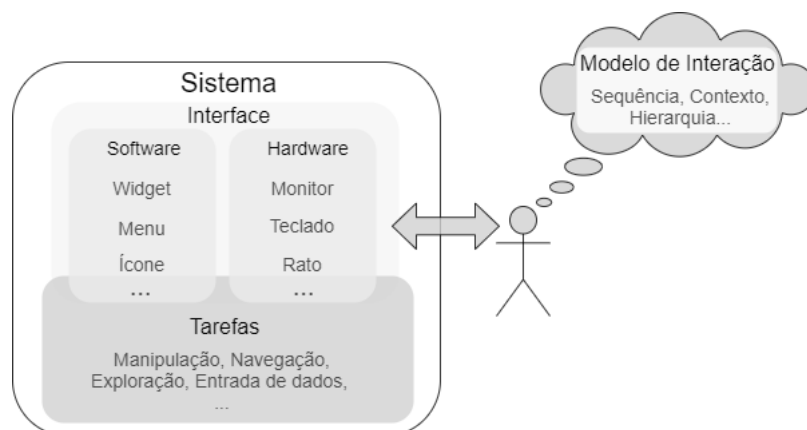 Sistema
Interface
Software
Widget
Menu
Ícone
...
Hardware
Monitor
Teclado
Rato
...
Tarefas
Manipulação, Navegação,
Exploração, Entrada de dados,
...
Modelo de Interação
Sequência, Contexto,
Hierarquia...